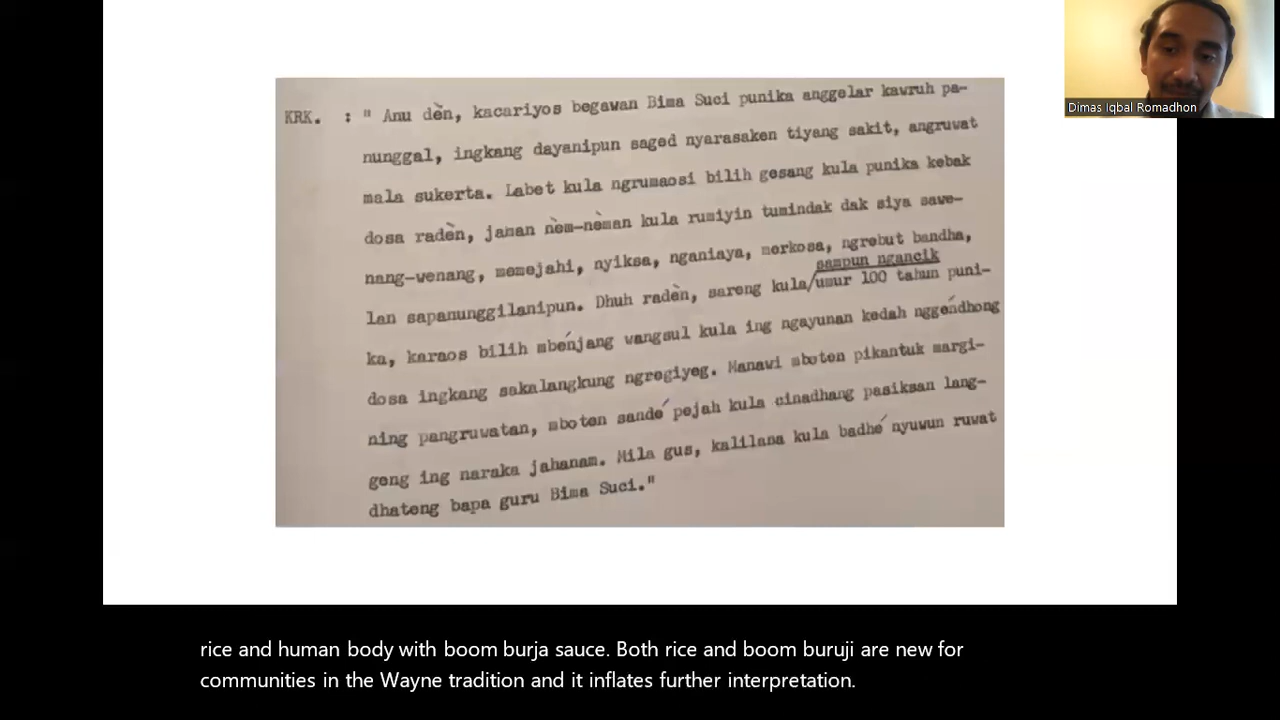 KRK. : " Anu dèn, kacariyos begawan Bima Suci punika anggelar kawruh pa-
nunggal, ingkang dayanipun saged nyarasaken tiyang sakit, angruwat
mala sukerta. Labet kula ngrumaosi bilih gesang kula punika kebak
dosa radèn, jaman nèm-nèman kula rumiyin tumindak dak siya sawe-
nang-wenang, memejahi, nyiksa, nganiaya, merkosa, ngrebut bandha,
sampun ngancik
lan sapanunggilanipun. Dhuh radèn, sareng kula/umur 100 tahun puni-
ka, karaos bilih mbénjang wangsul kula ing ngayunan kedah nggéndhong
dosa ingkang sakalangkung ngregiyeg. Manawi mboten pikantuk margi-
ning pangruwatan, mboten sandé pejah kula cinadhang pasiksan lang-
geng ing naraka jahanam. Mila gus, kalilana kula badhé nyuwun ruwat
dhateng bapa guru Bima Suci."
Dimas Iqbal Romadhon
rice and human body with boom burja sauce. Both rice and boom buruji are new for
communities in the Wayne tradition and it inflates further interpretation.